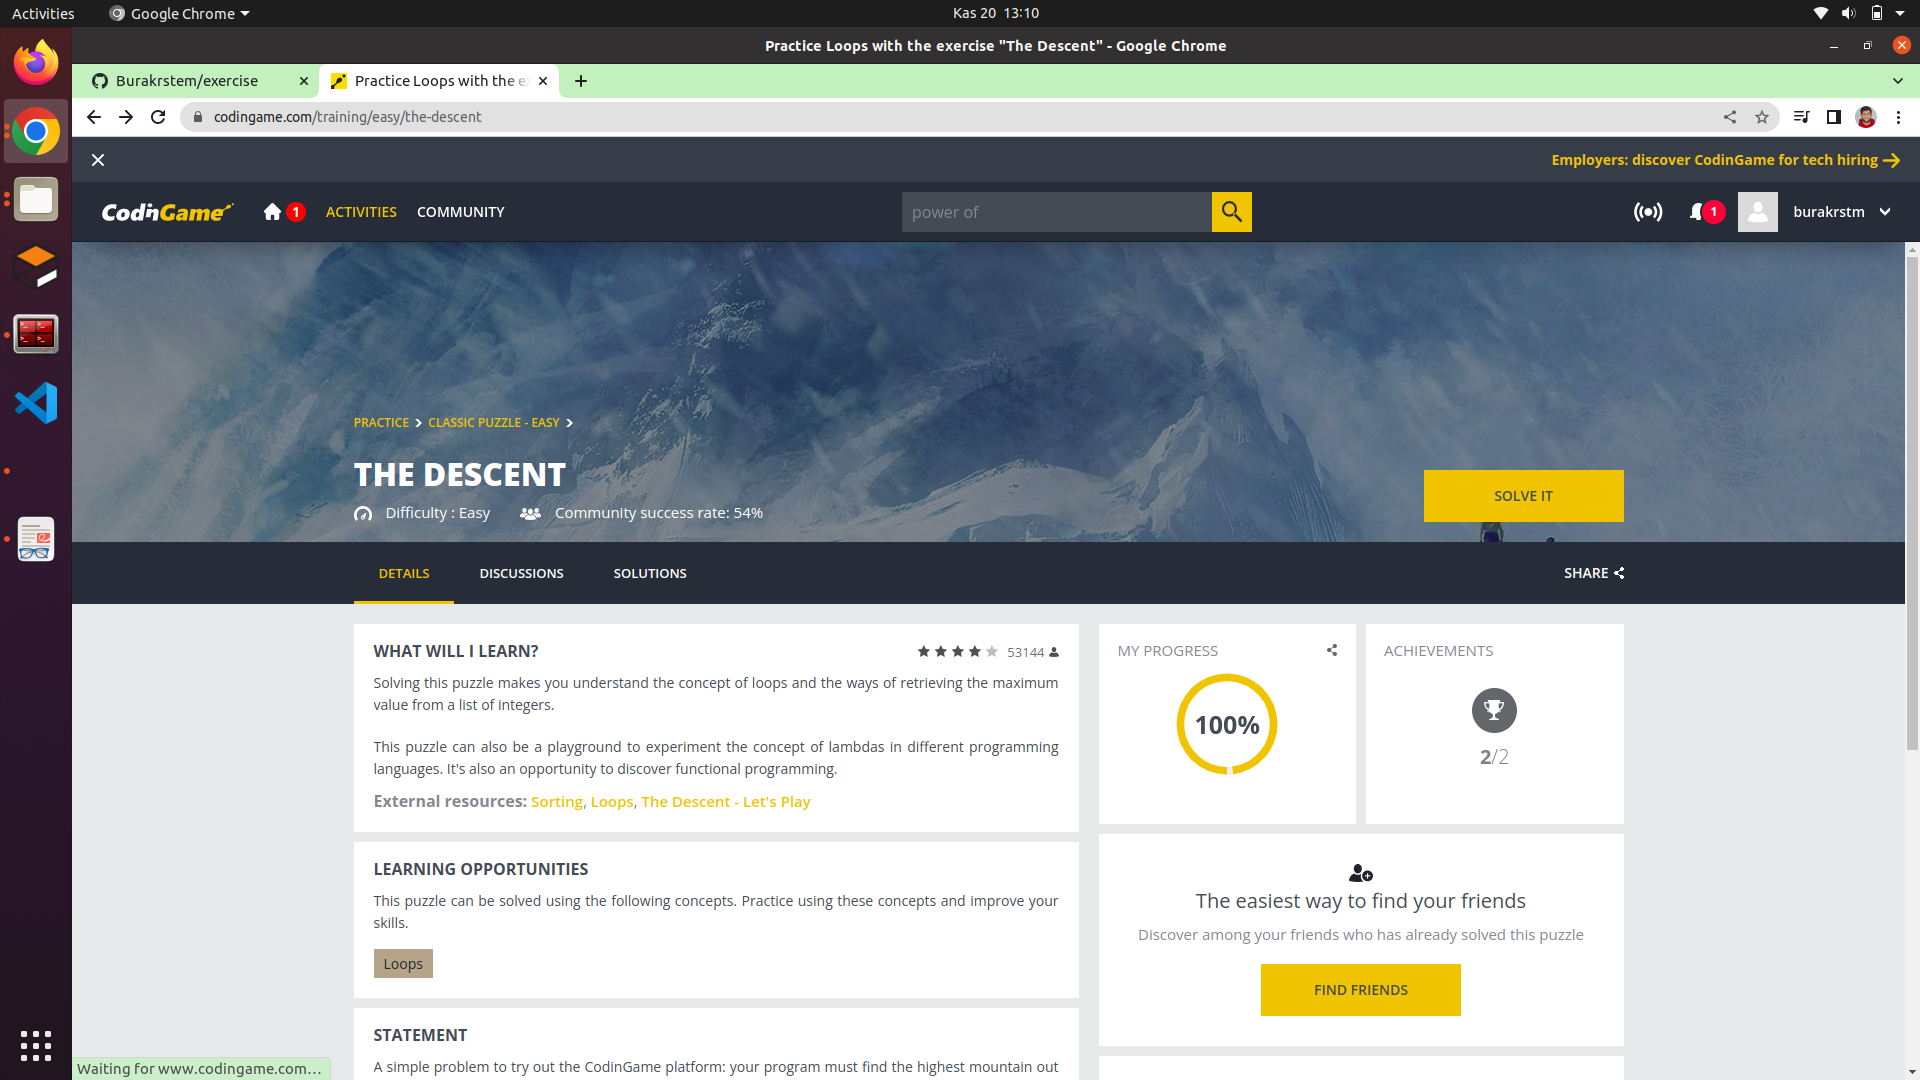 Activities
Google Chrome
Kas 20 13:10
Practice Loops with the exercise "The Descent" - Google Chrome
Burakrstem/exercise
Practice Loops with the e
codingame.com/training/easy/the-descent
Employers: discover CodinGame for tech hiring
CodinGame
1
ACTIVITIES
COMMUNITY
power of
1
burakrstm
PRACTICE
CLASSIC PUZZLE - EASY
THE DESCENT
Difficulty : Easy
Community success rate: 54%
SOLVE IT
DETAILS
DISCUSSIONS
SOLUTIONS
SHARE
WHAT WILL I LEARN?
53144
Solving this puzzle makes you understand the concept of loops and the ways of retrieving the maximum
value from a list of integers.
This puzzle can also be a playground to experiment the concept of lambdas in different programming
languages. It's also an opportunity to discover functional programming.
External resources: Sorting, Loops, The Descent - Let's Play
LEARNING OPPORTUNITIES
This puzzle can be solved using the following concepts. Practice using these concepts and improve your
skills.
Loops
STATEMENT
A simple problem to try out the CodinGame platform: your program must find the highest mountain out
MY PROGRESS
100%
ACHIEVEMENTS
2/2
The easiest way to find your friends
Discover among your friends who has already solved this puzzle
FIND FRIENDS
Waiting for www.codingame.com…